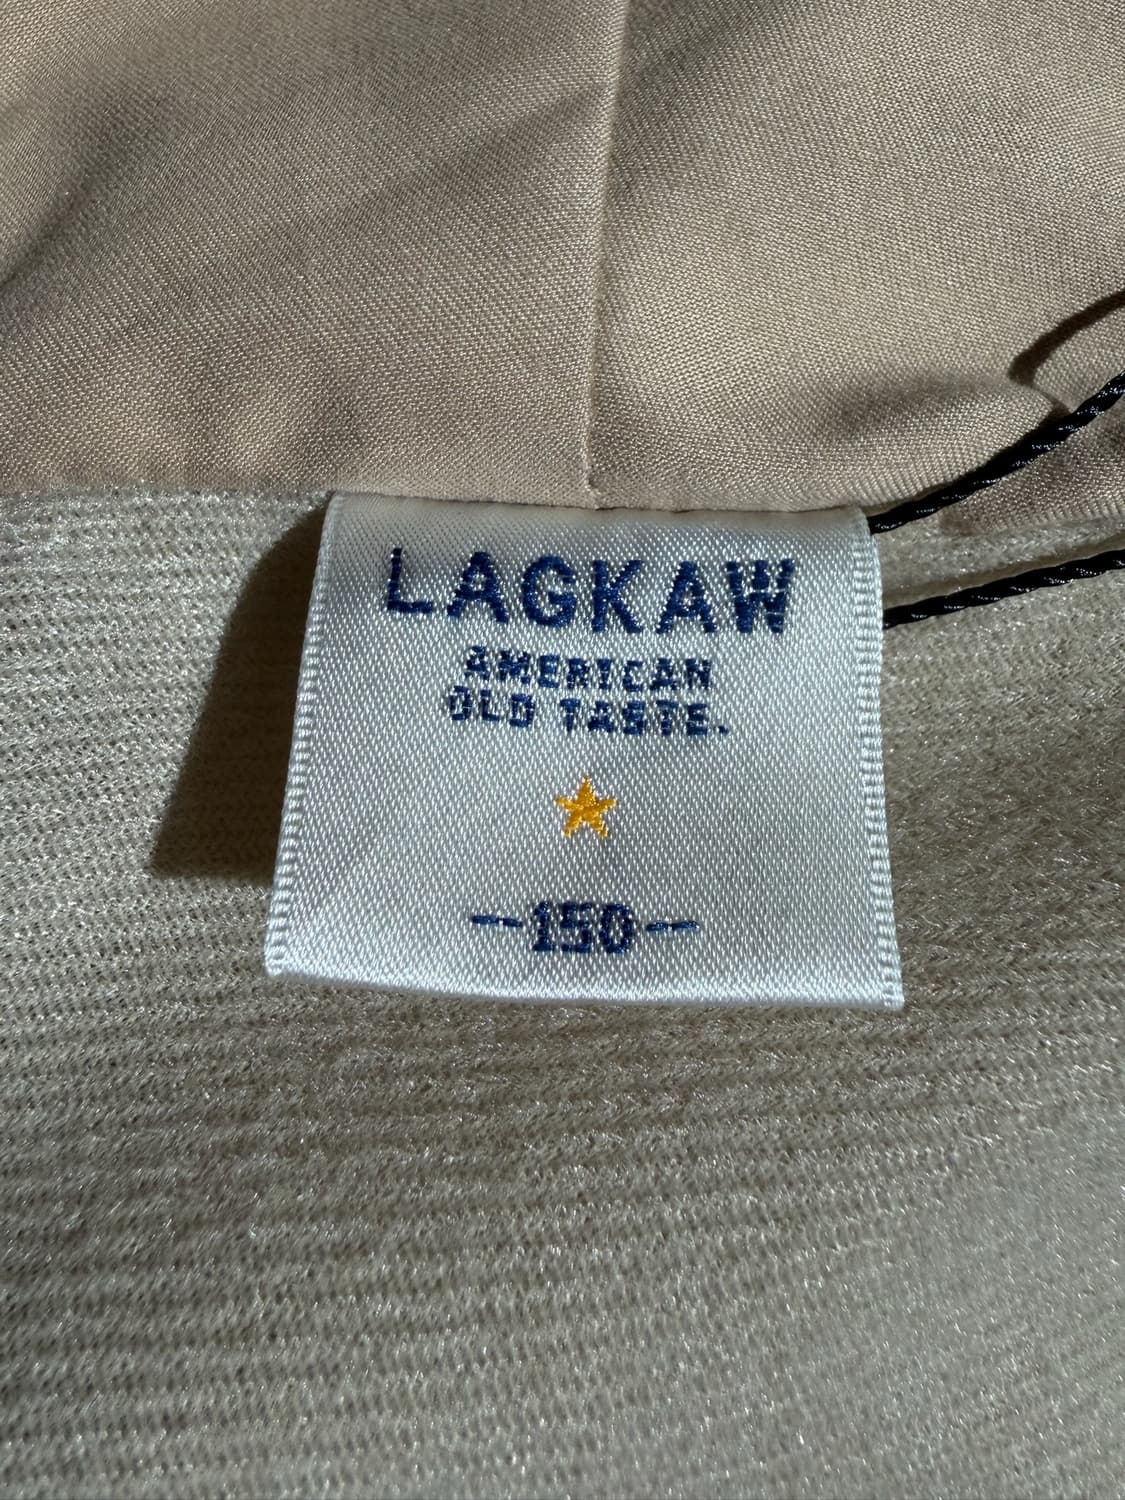 LAGKAW
AMERICAN
OLD TASTE.
--150--